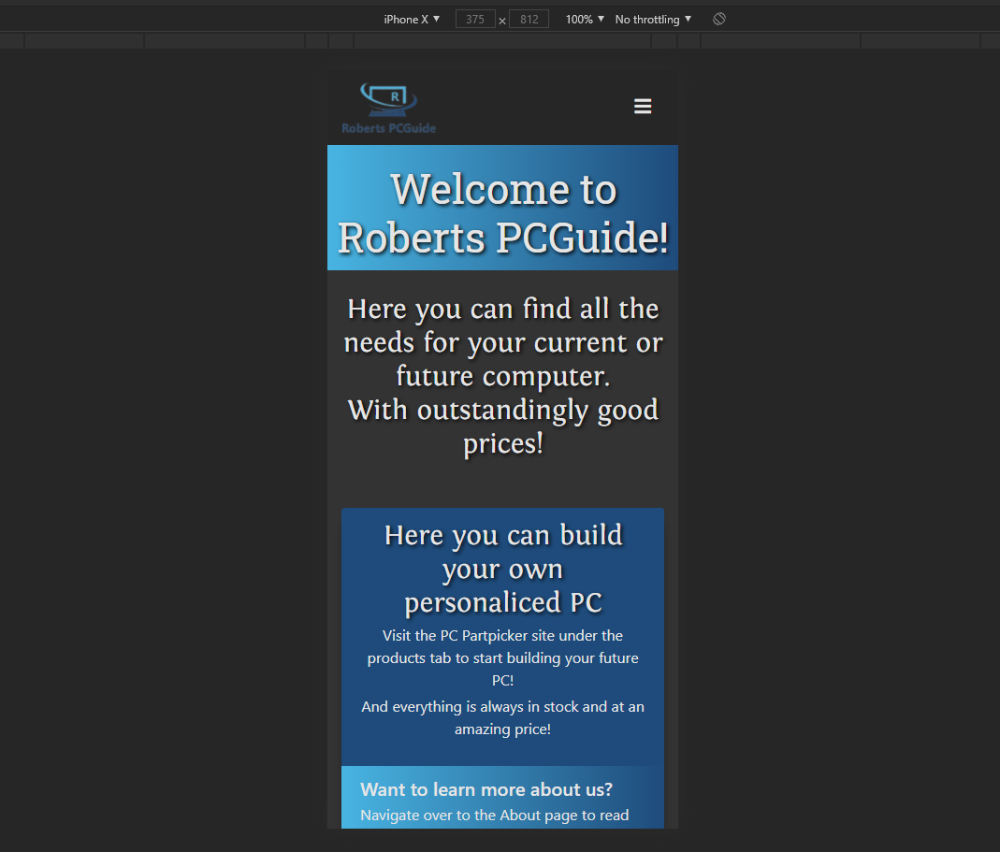 iPhone X ▼ 375 × 812 100% ▼ No throttling ▼
R
Roberts PCGuide
Welcome to
Roberts PCGuide!
Here you can find all the
needs for your current or
future computer.
With outstandingly good
prices!
Here you can build
your own
personaliced PC
Visit the PC Partpicker site under the
products tab to start building your future
PC!
And everything is always in stock and at an
amazing price!
Want to learn more about us?
Navigate over to the About page to read